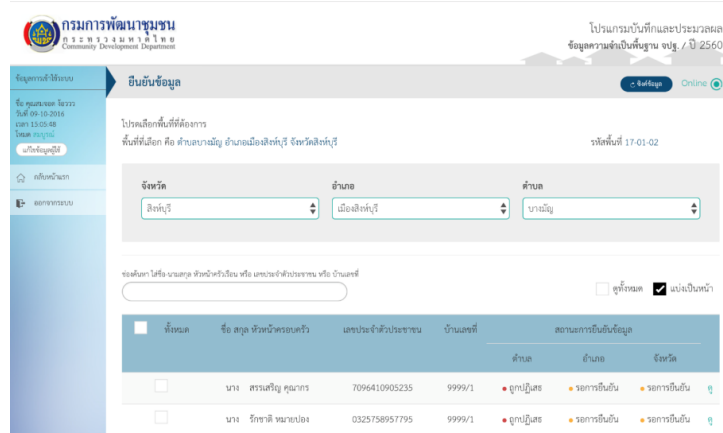 กรมการพัฒนาชุมชน
กระทรวงมหาดไทย
Community Development Department
โปรแกรมบันทึกและประมวลผล
ข้อมูลความจำเป็นพื้นฐาน จปฐ. / ปี 2560
ข้อมูลการเข้าใช้ระบบ
ยืนยันข้อมูล
ซิงค์ข้อมูล
Online
วันที่ 09-10-2016
เวลา 13:05:48
โหมด สมบูรณ์
แก้ไขข้อมูลผู้ใช้
กลับหน้าแรก
ออกจากระบบ
โปรดเลือกพื้นที่ที่ต้องการ
พื้นที่ที่เลือก คือ ตำบลบางมัญ อำเภอเมืองสิงห์บุรี จังหวัดสิงห์บุรี
รหัสพื้นที่ 17-01-02
จังหวัด อำเภอ ตำบล
สิงห์บุรี เมืองสิงห์บุรี บางมัญ
ช่องค้นหา ใส่ชื่อ-นามสกุล หัวหน้าครัวเรือน หรือ เลขประจำตัวประชาชน หรือ บ้านเลขที่
ดูทั้งหมด แบ่งเป็นหน้า
ทั้งหมด ชื่อ สกุล หัวหน้าครอบครัว เลขประจำตัวประชาชน บ้านเลขที่ สถานะการยืนยันข้อมูล
ตำบล อำเภอ จังหวัด
นาง สรรเสริญ คุณากร 7096410905235 9999/1 ถูกปฏิเสธ รอการยืนยัน รอการยืนยัน ดู
นาง รักชาติ หมายปอง 0325758957795 9999/1 ถูกปฏิเสธ รอการยืนยัน รอการยืนยัน ดู